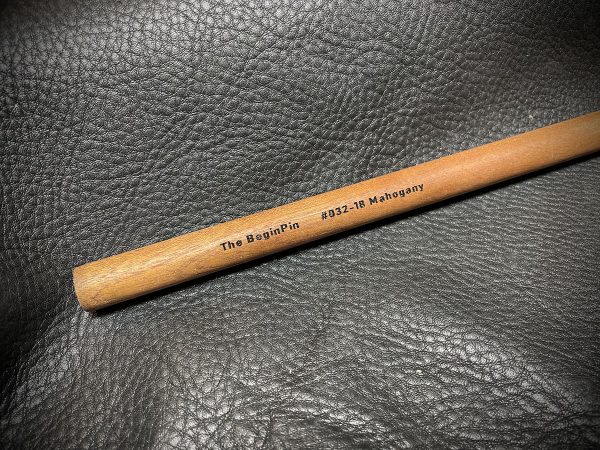 The BeginPin #032-18 Mahogany